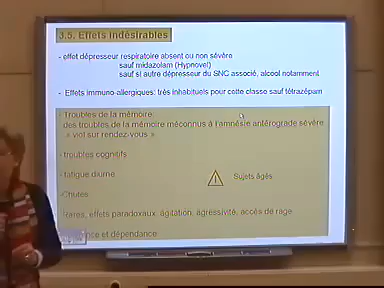 3.5. Effets indésirables
- effet dépresseur respiratoire absent ou non sévère
sauf midazolam (Hypnovel)
sauf si autre dépresseur du SNC associé, alcool notamment
- Effets immuno-allergiques: très inhabituels pour cette classe sauf tétrazépam
- Troubles de la mémoire:
des troubles de la mémoire méconnus à l'amnésie antérograde sévère
« viol sur rendez-vous »
-troubles cognitifs
-fatigue diurne
Sujets âgés
-Chutes
-Rares, effets paradoxaux: agitation, agressivité, accès de rage
et dépendance